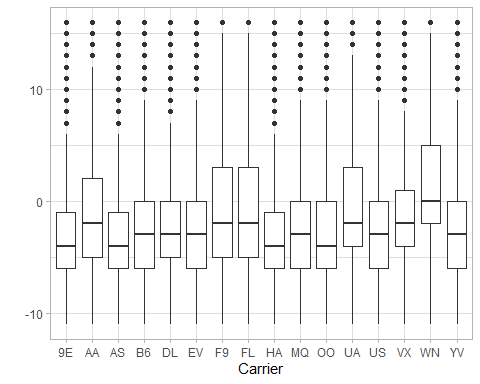 10
0
-10
9E AA AS B6 DL EV F9 FL HA MQ OO UA US VX WN YV
Carrier